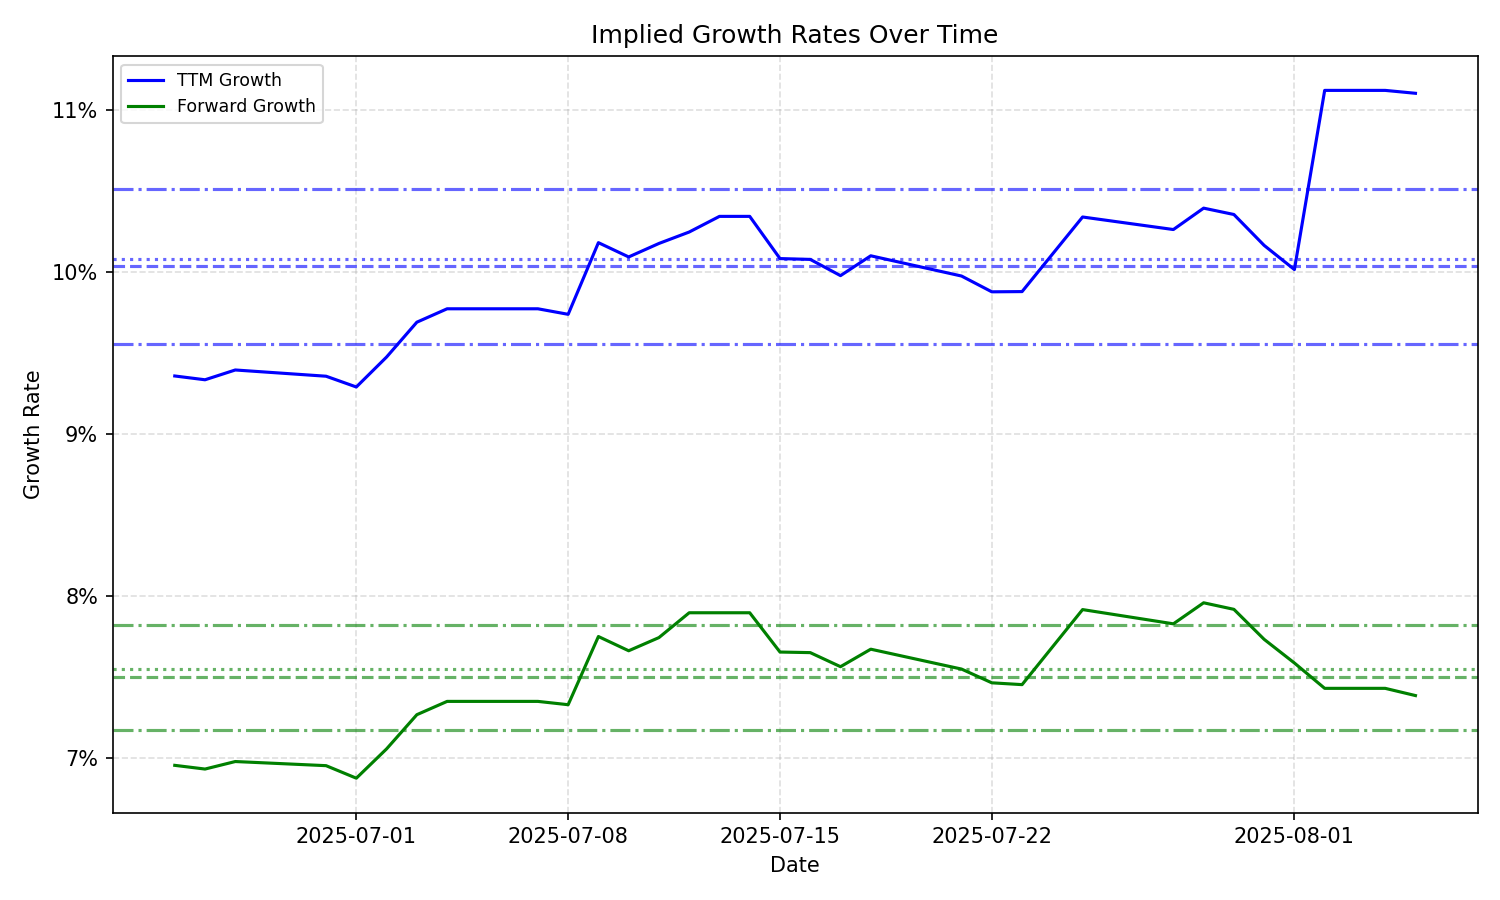 Implied Growth Rates Over Time
TTM Growth
Forward Growth
11%
10%
9%
8%
7%
Growth Rate
2025-07-01
2025-07-08
2025-07-15
2025-07-22
2025-08-01
Date